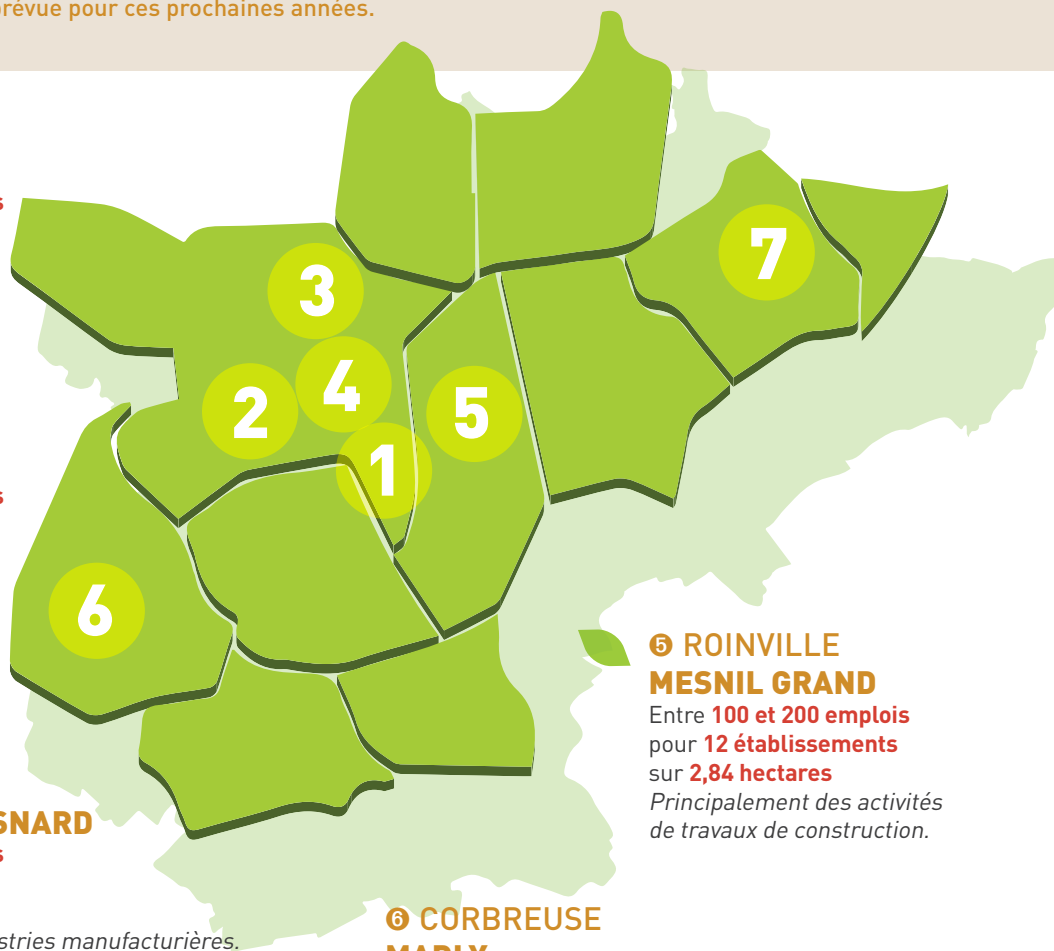 prévue pour ces prochaines années.
s
7
3
4
2
5
1
s
6
❺ ROINVILLE
MESNIL GRAND
Entre 100 et 200 emplois
pour 12 établissements
sur 2,84 hectares
Principalement des activités
de travaux de construction.
SNARD
s
stries manufacturières.
❻ CORBREUSE